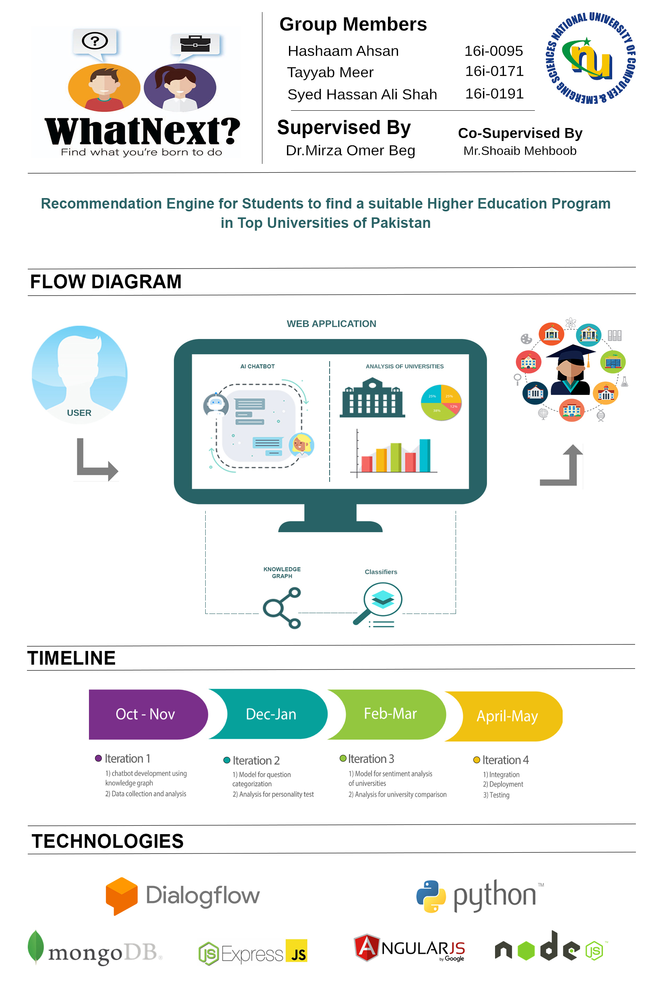 ?
WhatNext?
Find what you're born to do
Group Members
Hashaam Ahsan 16i-0095
Tayyab Meer 16i-0171
Syed Hassan Ali Shah 16i-0191
Supervised By
Dr.Mirza Omer Beg
Co-Supervised By
Mr.Shoaib Mehboob
NATIONAL UNIVERSITY OF COMPUTER & EMERGING SCIENCES
nu
Recommendation Engine for Students to find a suitable Higher Education Program
in Top Universities of Pakistan
FLOW DIAGRAM
USER
WEB APPLICATION
AI CHATBOT
ANALYSIS OF UNIVERSITIES
25%
25%
12%
38%
KNOWLEDGE
GRAPH
Classifiers
TIMELINE
Oct - Nov
Dec-Jan
Feb-Mar
April-May
Iteration 1
1) chatbot development using
knowledge graph
2) Data collection and analysis
Iteration 2
1) Model for question
categorization
2) Analysis for personality test
Iteration 3
1) Model for sentiment analysis
of universities
2) Analysis for university comparison
Iteration 4
1) Integration
2) Deployment
3) Testing
TECHNOLOGIES
Dialogflow
python™
mongoDB®
JS Express JS
ANGULARJS
by Google
node JS™